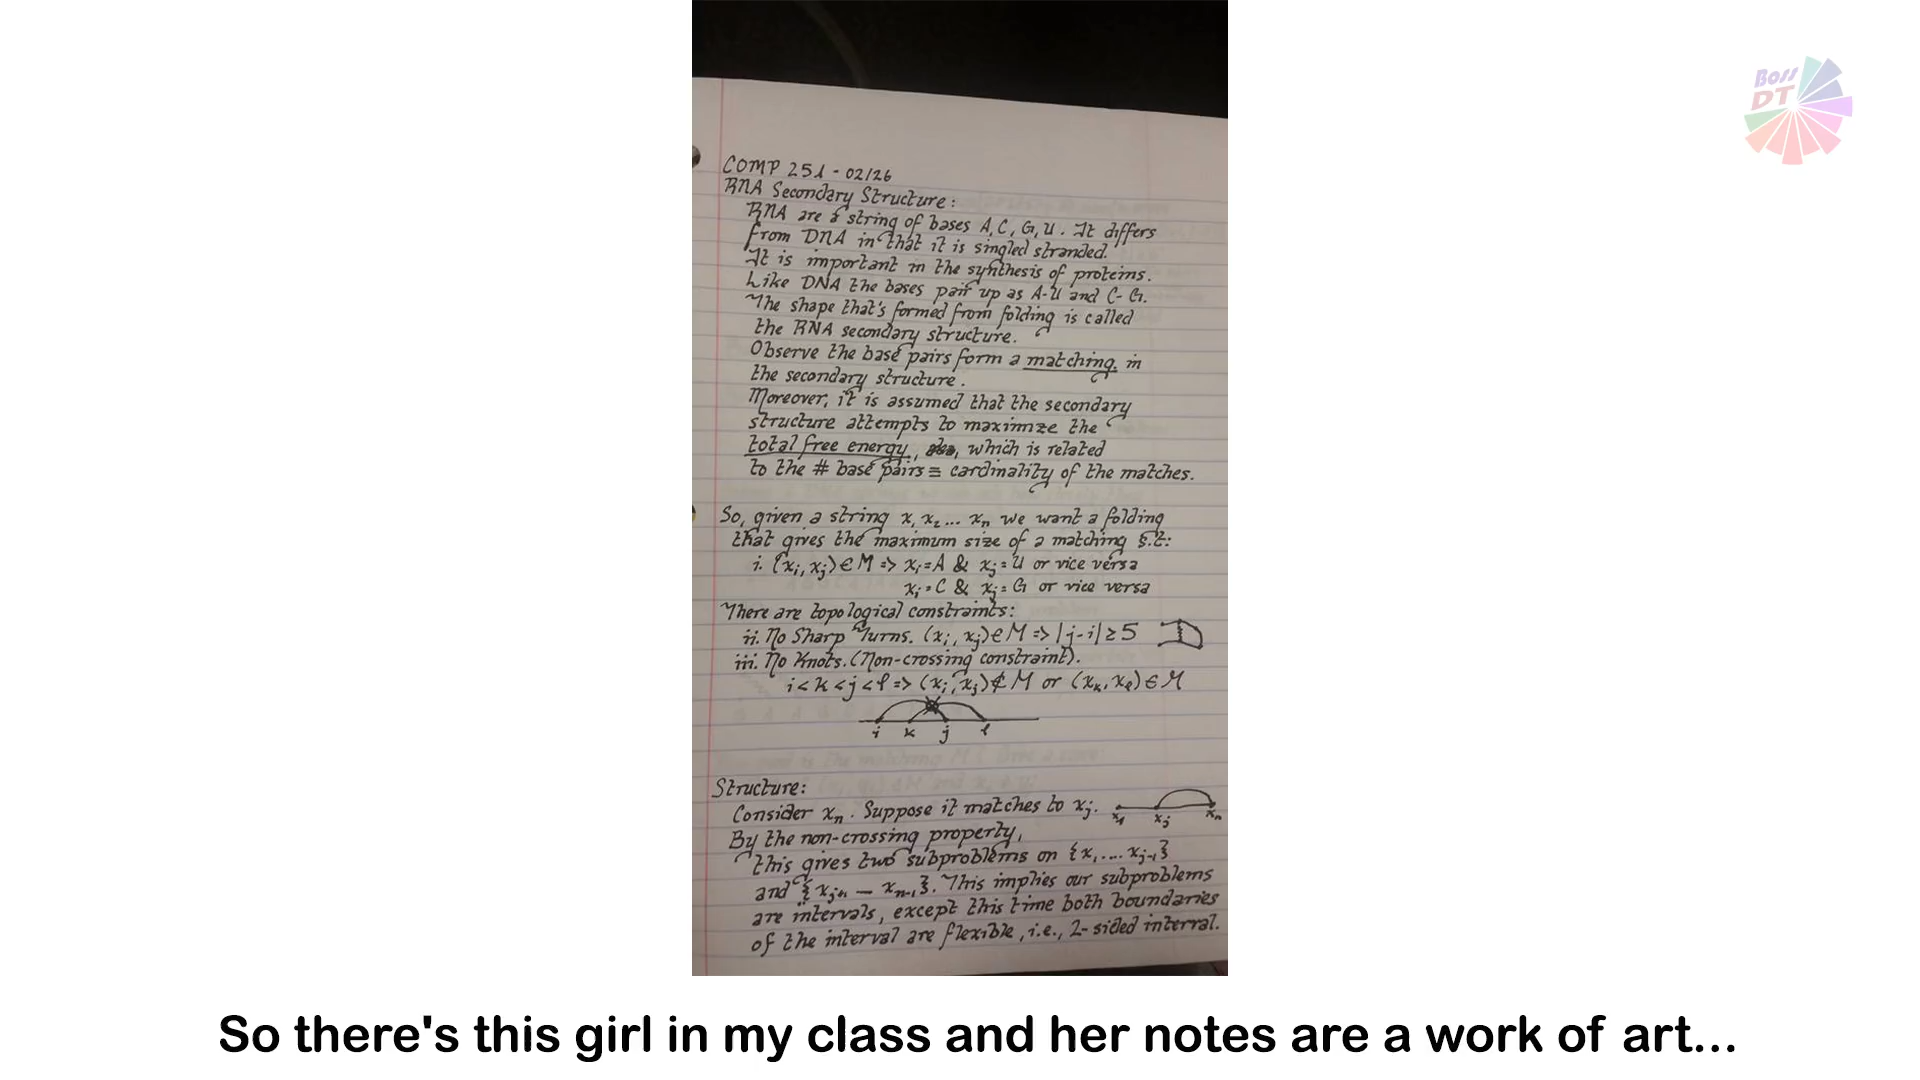 Boss
DT
COMP 251 - 02/26
RNA Secondary Structure:
RNA are a string of bases A, C, G, U. It differs
from DNA in that it is singled stranded.
It is important in the synthesis of proteins.
Like DNA the bases pair up as A-U and C-G.
The shape that's formed from folding is called
the RNA secondary structure.
Observe the base pairs form a matching in
the secondary structure.
Moreover, it is assumed that the secondary
structure attempts to maximize the
total free energy, which is related
to the # base pairs ≡ cardinality of the matches.
So, given a string x₁ x₂ ... xₙ we want a folding
that gives the maximum size of a matching s.t:
i. (xᵢ, xⱼ) ∈ M => xᵢ = A & xⱼ = U or vice versa
xᵢ = C & xⱼ = G or vice versa
There are topological constraints:
ii. No Sharp Turns. (xᵢ, xⱼ) ∈ M => |j-i| ≥ 5
iii. No Knots. (Non-crossing constraint).
i < k < j < l => (xᵢ, xⱼ) ∉ M or (xₖ, xₗ) ∈ M
i k j l
Structure:
Consider xₙ. Suppose it matches to xⱼ.
x₁ xⱼ xₙ
By the non-crossing property,
this gives two subproblems on {x₁ .... xⱼ₋₁}
and {xⱼ₊₁ — xₙ₋₁}. This implies our subproblems
are intervals, except this time both boundaries
of the interval are flexible, i.e., 2-sided interval.
So there's this girl in my class and her notes are a work of art...